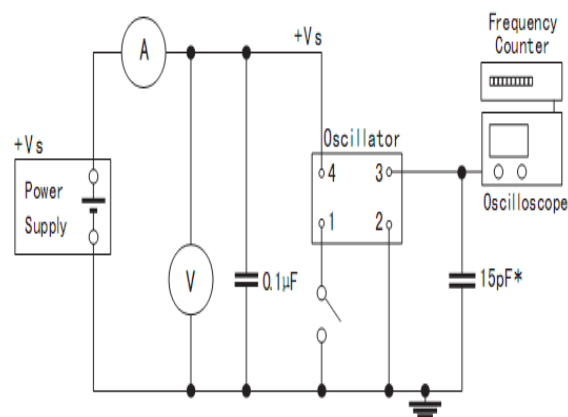 Frequency
Counter
A
+Vs
Oscillator
+Vs
4 3
Power
Supply
1 2
Oscilloscope
V
0.1μF
15pF*